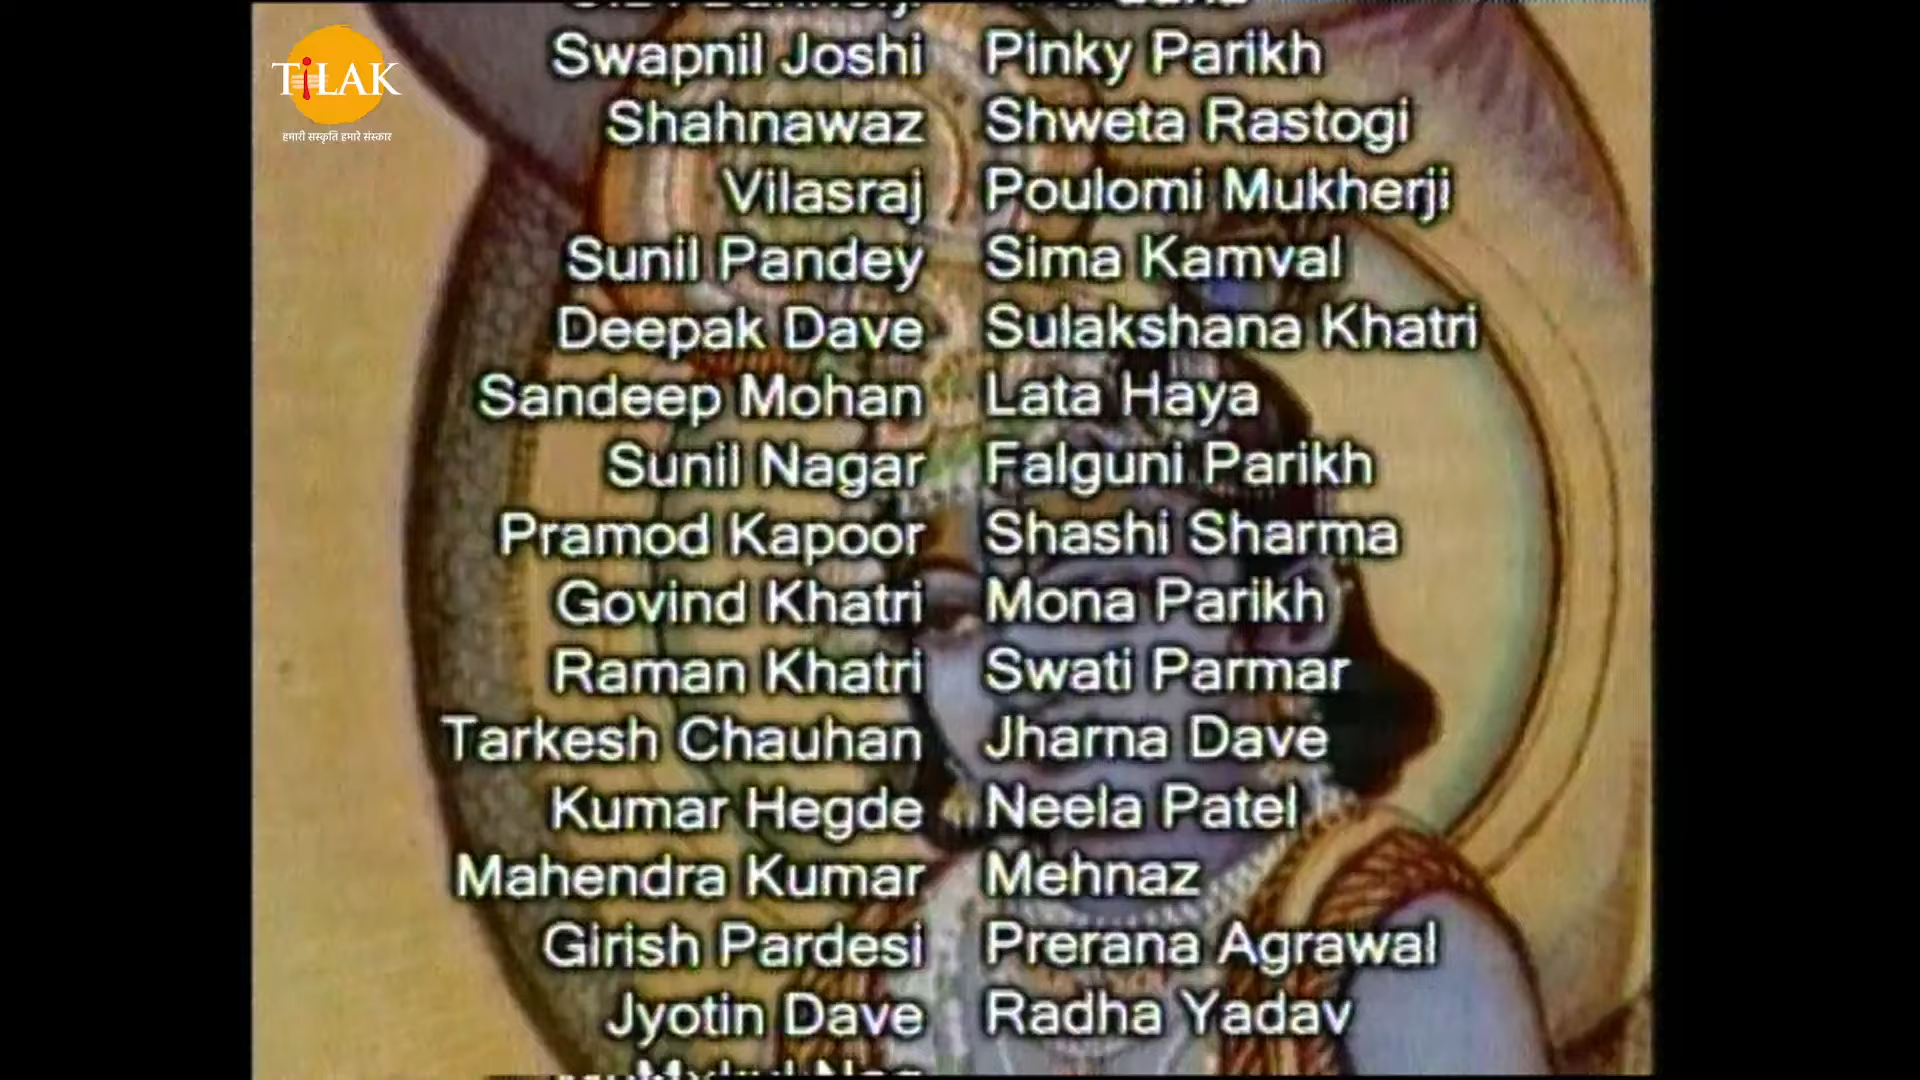 TiLAK
हमारी संस्कृति हमारे संस्कार
Swapnil Joshi Pinky Parikh
Shahnawaz Shweta Rastogi
Vilasraj Poulomi Mukherji
Sunil Pandey Sima Kamval
Deepak Dave Sulakshana Khatri
Sandeep Mohan Lata Haya
Sunil Nagar Falguni Parikh
Pramod Kapoor Shashi Sharma
Govind Khatri Mona Parikh
Raman Khatri Swati Parmar
Tarkesh Chauhan Jharna Dave
Kumar Hegde Neela Patel
Mahendra Kumar Mehnaz
Girish Pardesi Prerana Agrawal
Jyotin Dave Radha Yadav